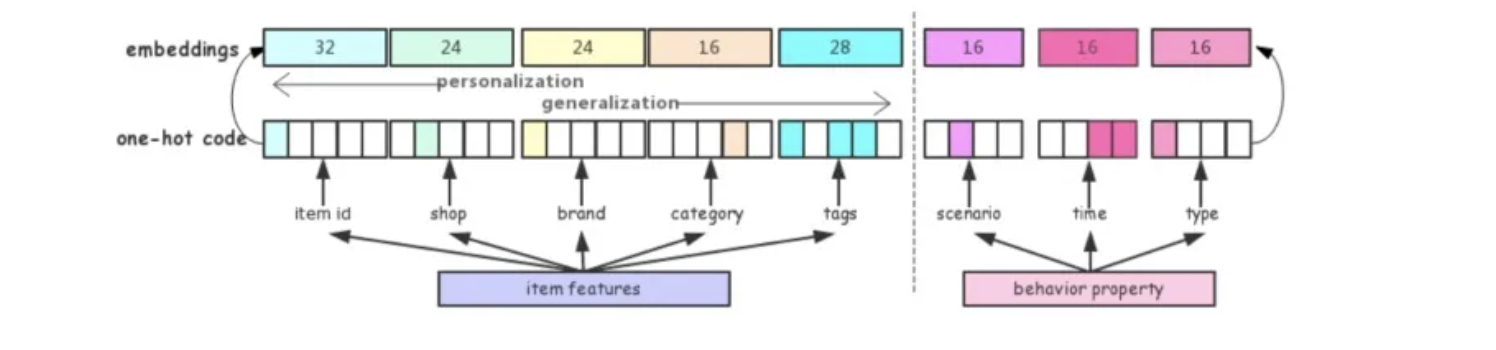 embeddings 32 24 24 16 28 16 16 16
personalization
generalization
one-hot code
item id shop brand category tags scenario time type
item features behavior property